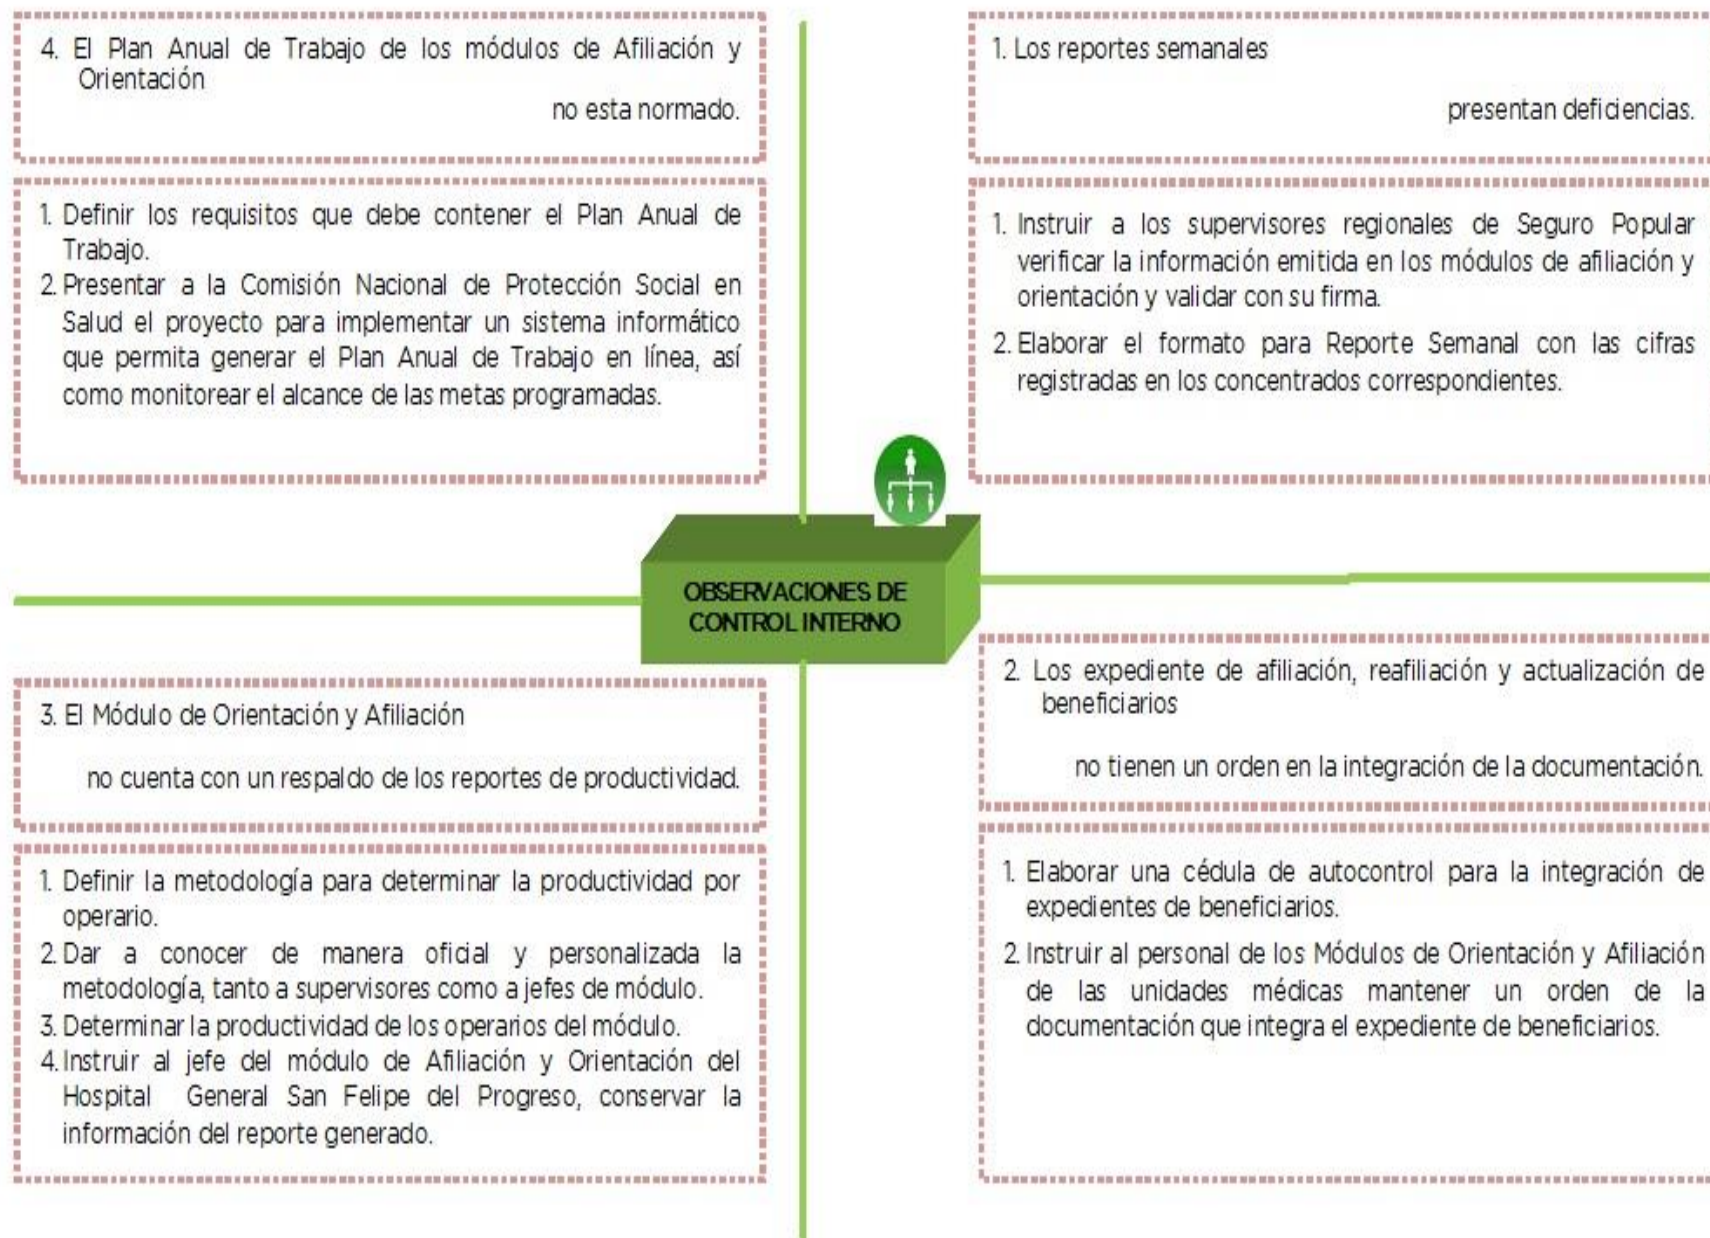 4. El Plan Anual de Trabajo de los módulos de Afiliación y
Orientación
no esta normado.
1. Definir los requisitos que debe contener el Plan Anual de
Trabajo.
2. Presentar a la Comisión Nacional de Protección Social en
Salud el proyecto para implementar un sistema informático
que permita generar el Plan Anual de Trabajo en línea, así
como monitorear el alcance de las metas programadas.
1. Los reportes semanales
presentan deficiencias.
1. Instruir a los supervisores regionales de Seguro Popular
verificar la información emitida en los módulos de afiliación y
orientación y validar con su firma.
2. Elaborar el formato para Reporte Semanal con las cifras
registradas en los concentrados correspondientes.
OBSERVACIONES DE
CONTROL INTERNO
3. El Módulo de Orientación y Afiliación
no cuenta con un respaldo de los reportes de productividad.
1. Definir la metodología para determinar la productividad por
operario.
2. Dar a conocer de manera oficial y personalizada la
metodología, tanto a supervisores como a jefes de módulo.
3. Determinar la productividad de los operarios del módulo.
4. Instruir al jefe del módulo de Afiliación y Orientación del
Hospital General San Felipe del Progreso, conservar la
información del reporte generado.
2. Los expediente de afiliación, reafiliación y actualización de
beneficiarios
no tienen un orden en la integración de la documentación.
1. Elaborar una cédula de autocontrol para la integración de
expedientes de beneficiarios.
2. Instruir al personal de los Módulos de Orientación y Afiliación
de las unidades médicas mantener un orden de la
documentación que integra el expediente de beneficiarios.